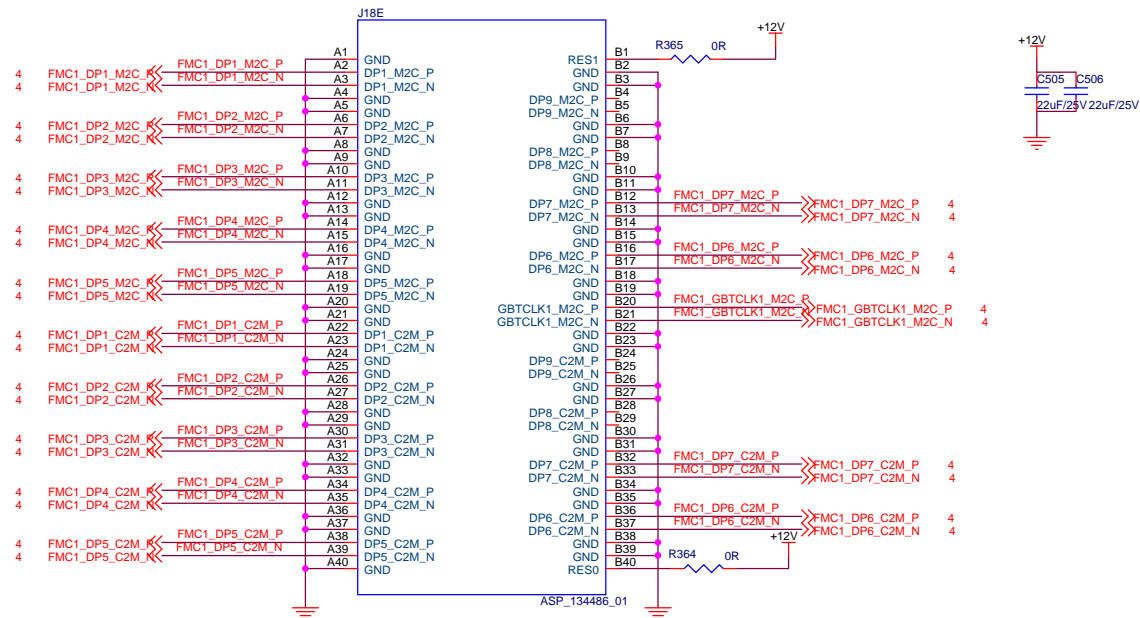 J18E
A1 GND
4 FMC1_DP1_M2C_P FMC1_DP1_M2C_P A2 DP1_M2C_P
4 FMC1_DP1_M2C_N FMC1_DP1_M2C_N A3 DP1_M2C_N
A4 GND
A5 GND
4 FMC1_DP2_M2C_P FMC1_DP2_M2C_P A6 DP2_M2C_P
4 FMC1_DP2_M2C_N FMC1_DP2_M2C_N A7 DP2_M2C_N
A8 GND
A9 GND
4 FMC1_DP3_M2C_P FMC1_DP3_M2C_P A10 DP3_M2C_P
4 FMC1_DP3_M2C_N FMC1_DP3_M2C_N A11 DP3_M2C_N
A12 GND
A13 GND
4 FMC1_DP4_M2C_P FMC1_DP4_M2C_P A14 DP4_M2C_P
4 FMC1_DP4_M2C_N FMC1_DP4_M2C_N A15 DP4_M2C_N
A16 GND
A17 GND
4 FMC1_DP5_M2C_P FMC1_DP5_M2C_P A18 DP5_M2C_P
4 FMC1_DP5_M2C_N FMC1_DP5_M2C_N A19 DP5_M2C_N
A20 GND
A21 GND
4 FMC1_DP1_C2M_P FMC1_DP1_C2M_P A22 DP1_C2M_P
4 FMC1_DP1_C2M_N FMC1_DP1_C2M_N A23 DP1_C2M_N
A24 GND
A25 GND
4 FMC1_DP2_C2M_P FMC1_DP2_C2M_P A26 DP2_C2M_P
4 FMC1_DP2_C2M_N FMC1_DP2_C2M_N A27 DP2_C2M_N
A28 GND
A29 GND
4 FMC1_DP3_C2M_P FMC1_DP3_C2M_P A30 DP3_C2M_P
4 FMC1_DP3_C2M_N FMC1_DP3_C2M_N A31 DP3_C2M_N
A32 GND
A33 GND
4 FMC1_DP4_C2M_P FMC1_DP4_C2M_P A34 DP4_C2M_P
4 FMC1_DP4_C2M_N FMC1_DP4_C2M_N A35 DP4_C2M_N
A36 GND
A37 GND
4 FMC1_DP5_C2M_P FMC1_DP5_C2M_P A38 DP5_C2M_P
4 FMC1_DP5_C2M_N FMC1_DP5_C2M_N A39 DP5_C2M_N
A40 GND
RES1 B1 R365 0R +12V
GND B2
GND B3
DP9_M2C_P B4
DP9_M2C_N B5
GND B6
GND B7
DP8_M2C_P B8
DP8_M2C_N B9
GND B10
GND B11
DP7_M2C_P B12 FMC1_DP7_M2C_P FMC1_DP7_M2C_P 4
DP7_M2C_N B13 FMC1_DP7_M2C_N FMC1_DP7_M2C_N 4
GND B14
GND B15
DP6_M2C_P B16 FMC1_DP6_M2C_P FMC1_DP6_M2C_P 4
DP6_M2C_N B17 FMC1_DP6_M2C_N FMC1_DP6_M2C_N 4
GND B18
GND B19
GBTCLK1_M2C_P B20 FMC1_GBTCLK1_M2C_P FMC1_GBTCLK1_M2C_P 4
GBTCLK1_M2C_N B21 FMC1_GBTCLK1_M2C_N FMC1_GBTCLK1_M2C_N 4
GND B22
GND B23
DP9_C2M_P B24
DP9_C2M_N B25
GND B26
GND B27
DP8_C2M_P B28
DP8_C2M_N B29
GND B30
GND B31
DP7_C2M_P B32 FMC1_DP7_C2M_P FMC1_DP7_C2M_P 4
DP7_C2M_N B33 FMC1_DP7_C2M_N FMC1_DP7_C2M_N 4
GND B34
GND B35
DP6_C2M_P B36 FMC1_DP6_C2M_P FMC1_DP6_C2M_P 4
DP6_C2M_N B37 FMC1_DP6_C2M_N FMC1_DP6_C2M_N 4
GND B38
GND B39
RES0 B40 R364 0R +12V
ASP_134486_01
+12V
C505 C506
22uF/25V 22uF/25V